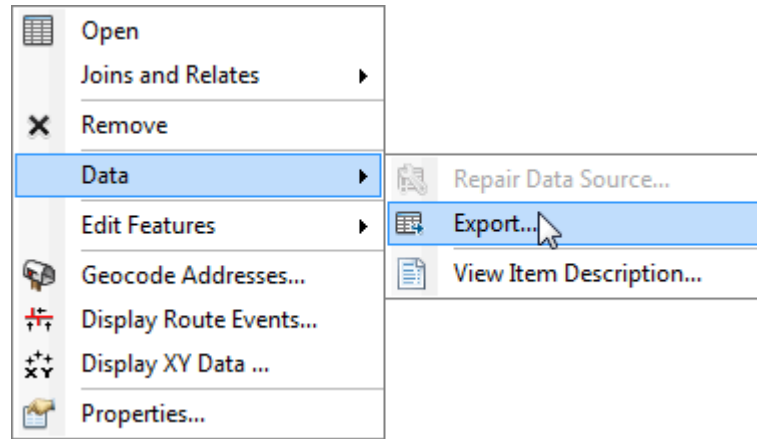 Open
Joins and Relates
Remove
Data
Edit Features
Geocode Addresses...
Display Route Events...
Display XY Data ...
Properties...
Repair Data Source...
Export...
View Item Description...